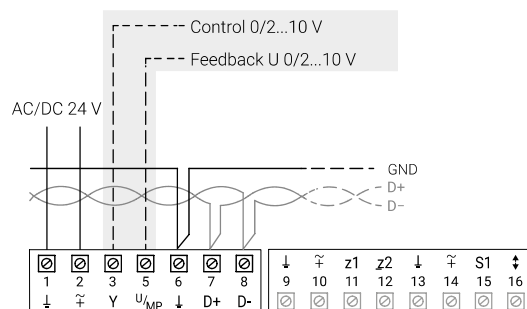 Control 0/2...10 V
Feedback U 0/2...10 V
AC/DC 24 V
GND
D+
D–
1 2 3 5 6 7 8
⏚ ≂ Y U/MP ⏚ D+ D-
⏚ ≂ z1 z2 ⏚ ≂ S1 ⬍
9 10 11 12 13 14 15 16